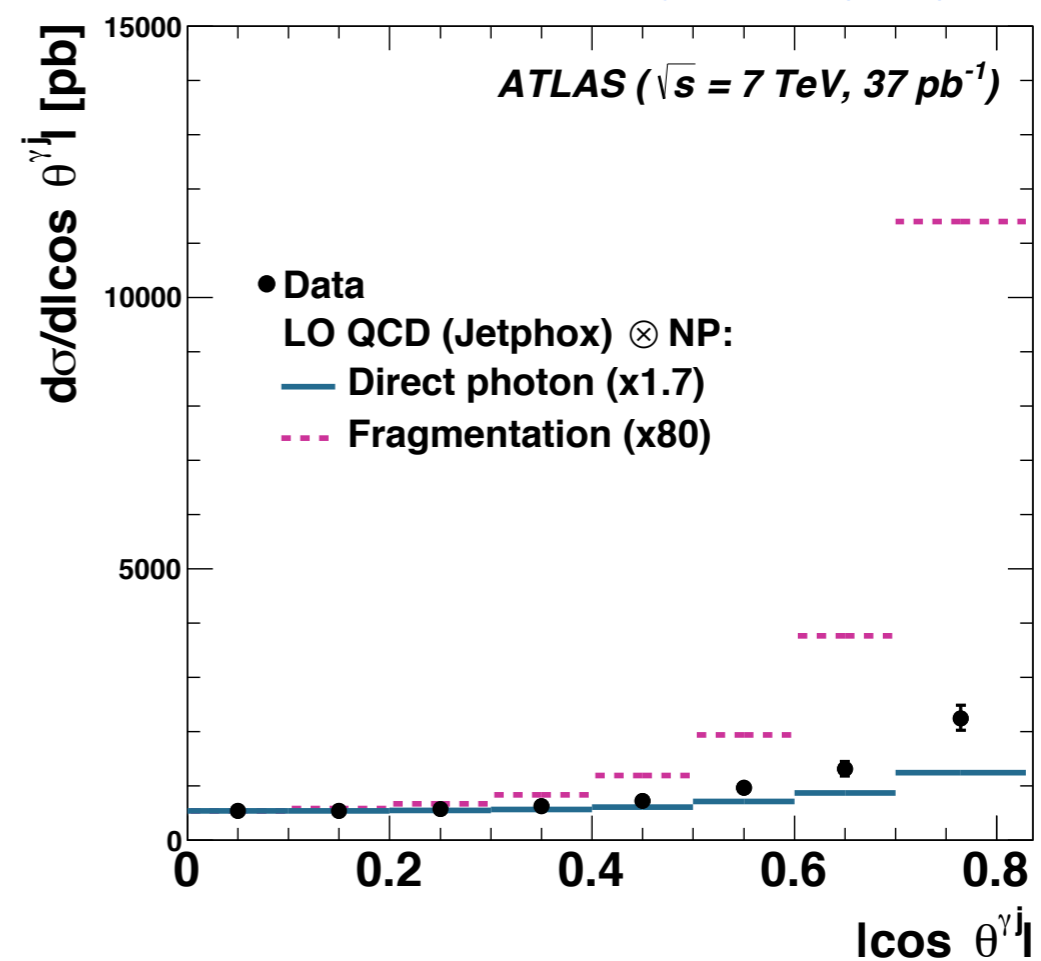 15000
ATLAS ( √s = 7 TeV, 37 pb⁻¹)
dσ/d|cos θ^γj| [pb]
10000
Data
LO QCD (Jetphox) ⊗ NP:
Direct photon (x1.7)
Fragmentation (x80)
5000
0
0 0.2 0.4 0.6 0.8
|cos θ^γj|